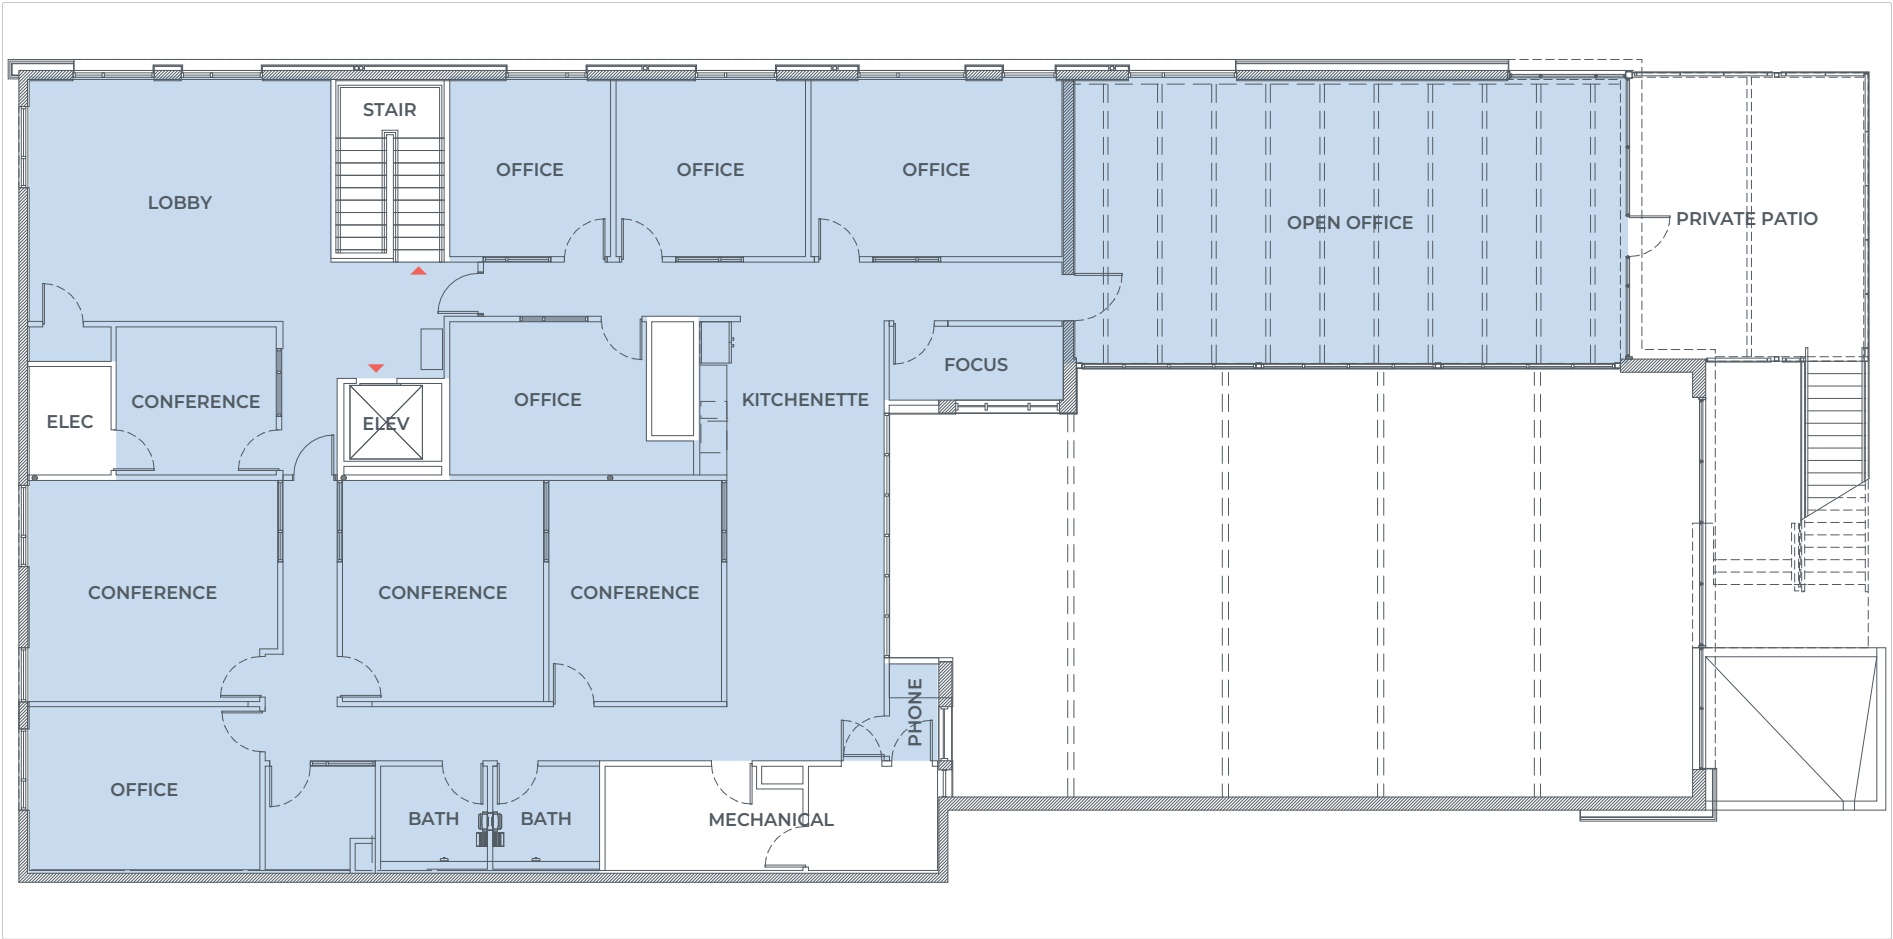 STAIR
OFFICE
OFFICE
OFFICE
LOBBY
OPEN OFFICE
PRIVATE PATIO
FOCUS
CONFERENCE
OFFICE
KITCHENETTE
ELEC
ELEV
CONFERENCE
CONFERENCE
CONFERENCE
PHONE
OFFICE
BATH
BATH
MECHANICAL